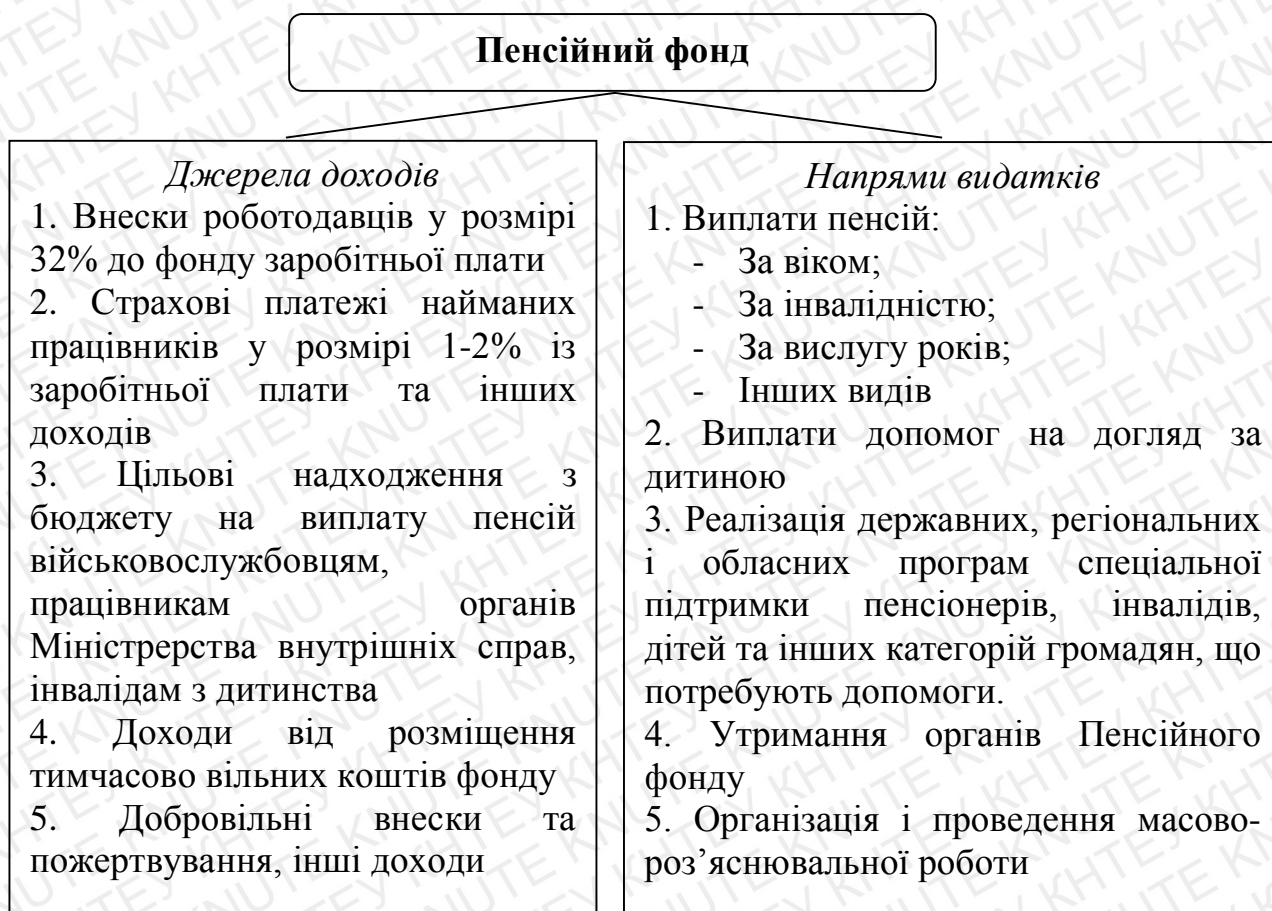 Пенсійний фонд
Джерела доходів
1. Внески роботодавців у розмірі
32% до фонду заробітньої плати
2. Страхові платежі найманих
працівників у розмірі 1-2% із
заробітньої плати та інших
доходів
3. Цільові надходження з
бюджету на виплату пенсій
військовослужбовцям,
працівникам органів
Міністрерства внутрішніх справ,
інвалідам з дитинства
4. Доходи від розміщення
тимчасово вільних коштів фонду
5. Добровільні внески та
пожертвування, інші доходи
Напрями видатків
1. Виплати пенсій:
- За віком;
- За інвалідністю;
- За вислугу років;
- Інших видів
2. Виплати допомог на догляд за
дитиною
3. Реалізація державних, регіональних
і обласних програм спеціальної
підтримки пенсіонерів, інвалідів,
дітей та інших категорій громадян, що
потребують допомоги.
4. Утримання органів Пенсійного
фонду
5. Організація і проведення масово-
роз’яснювальної роботи